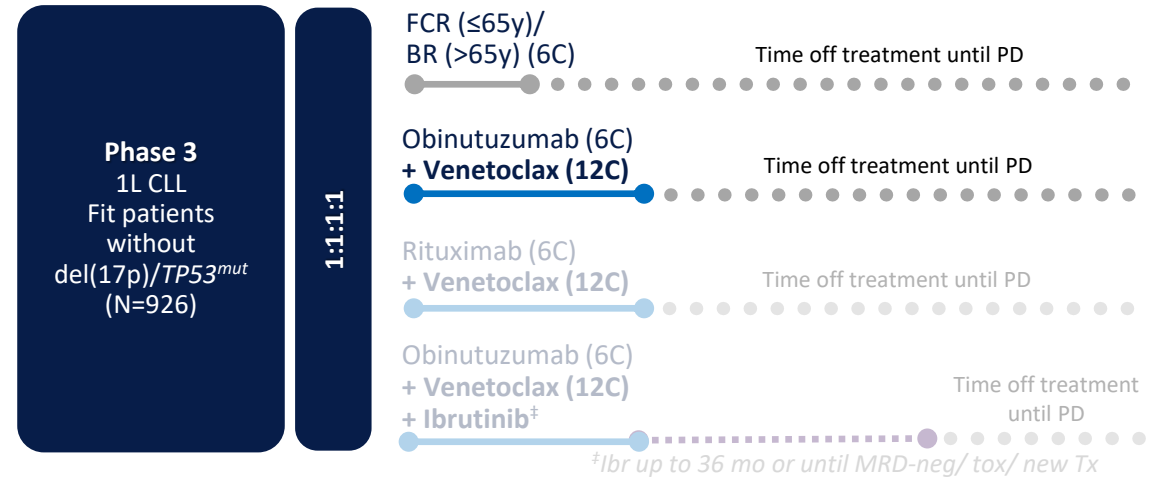 Phase 3
1L CLL
Fit patients
without
del(17p)/TP53mut
(N=926)
1:1:1:1
FCR (≤65y)/
BR (>65y) (6C)
Time off treatment until PD
Obinutuzumab (6C)
+ Venetoclax (12C)
Time off treatment until PD
Rituximab (6C)
+ Venetoclax (12C)
Time off treatment until PD
Obinutuzumab (6C)
+ Venetoclax (12C)
+ Ibrutinib‡
Time off treatment
until PD
‡Ibr up to 36 mo or until MRD-neg/ tox/ new Tx